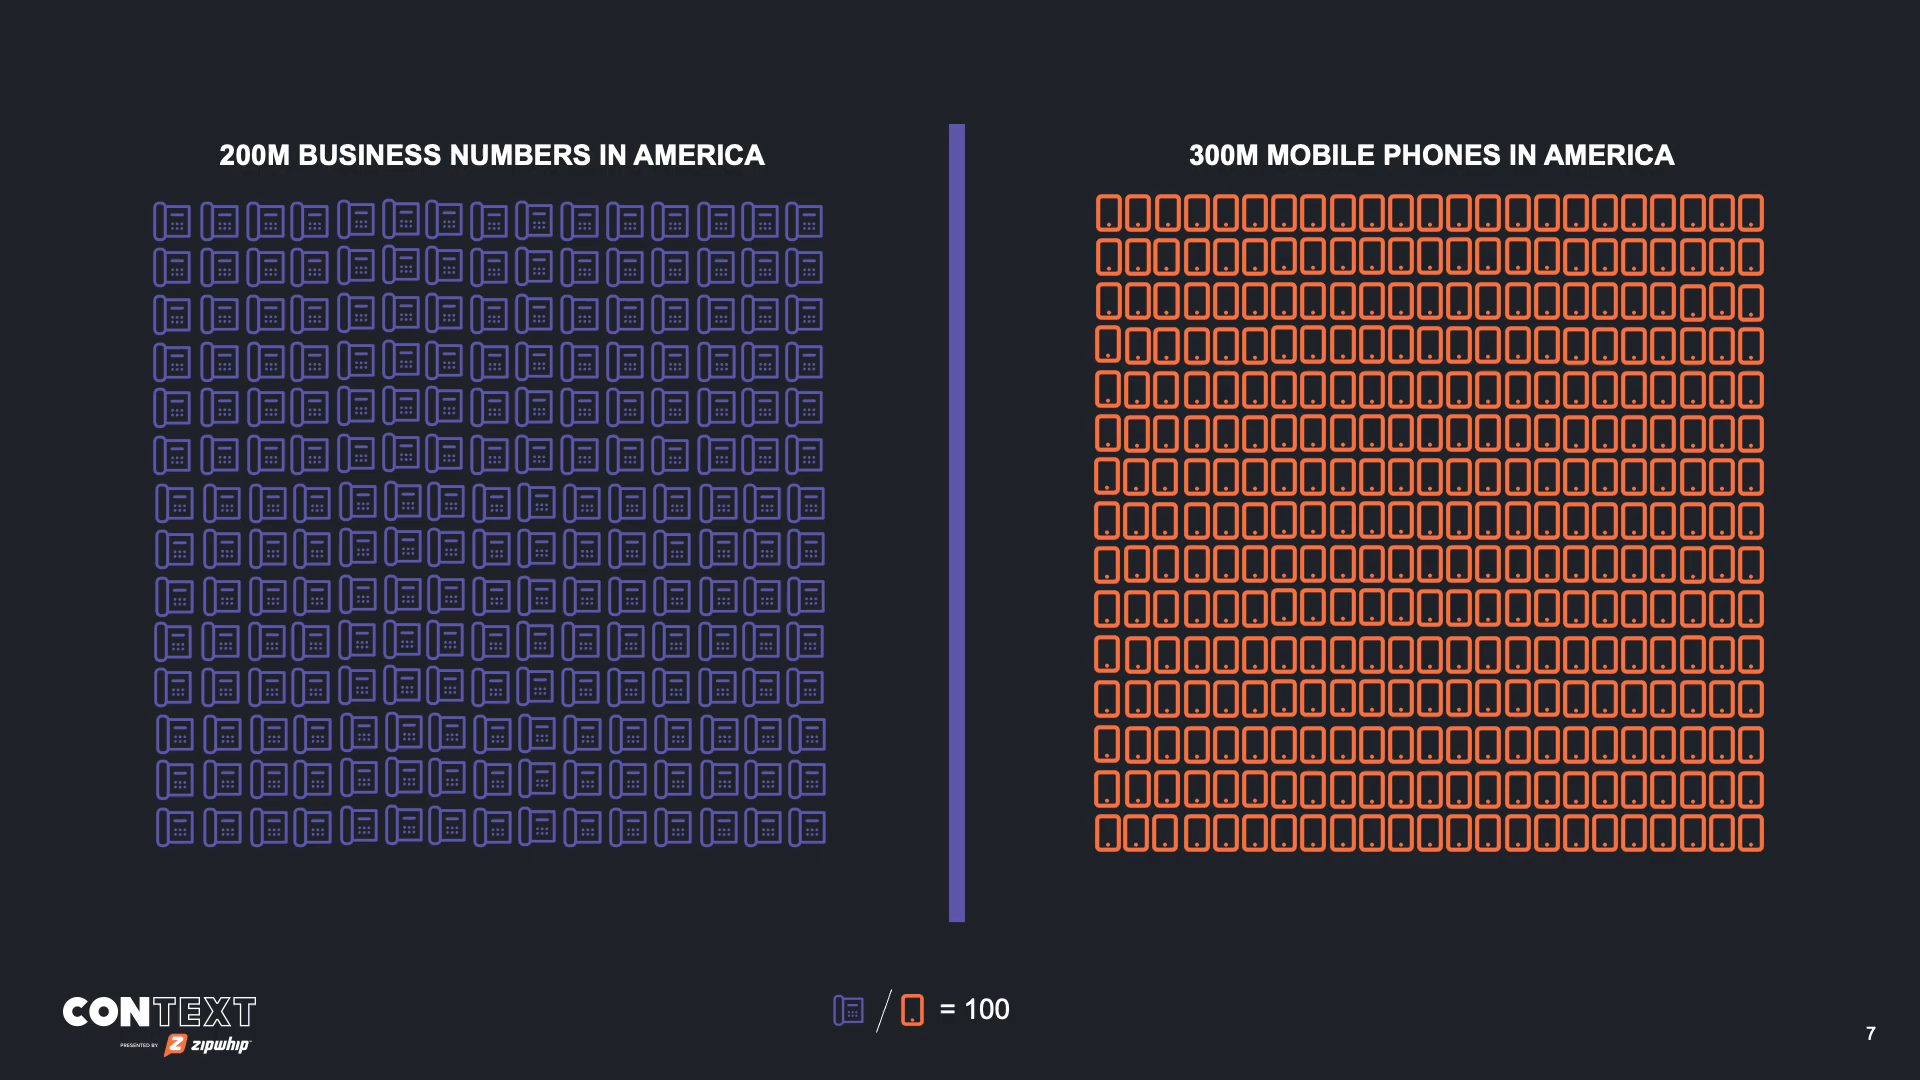 200M BUSINESS NUMBERS IN AMERICA
300M MOBILE PHONES IN AMERICA
= 100
CONTEXT
PRESENTED BY zipwhip
7